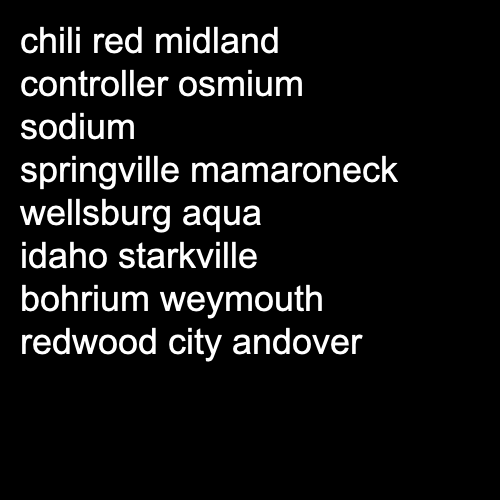 chili red midland
controller osmium
sodium
springville mamaroneck
wellsburg aqua
idaho starkville
bohrium weymouth
redwood city andover